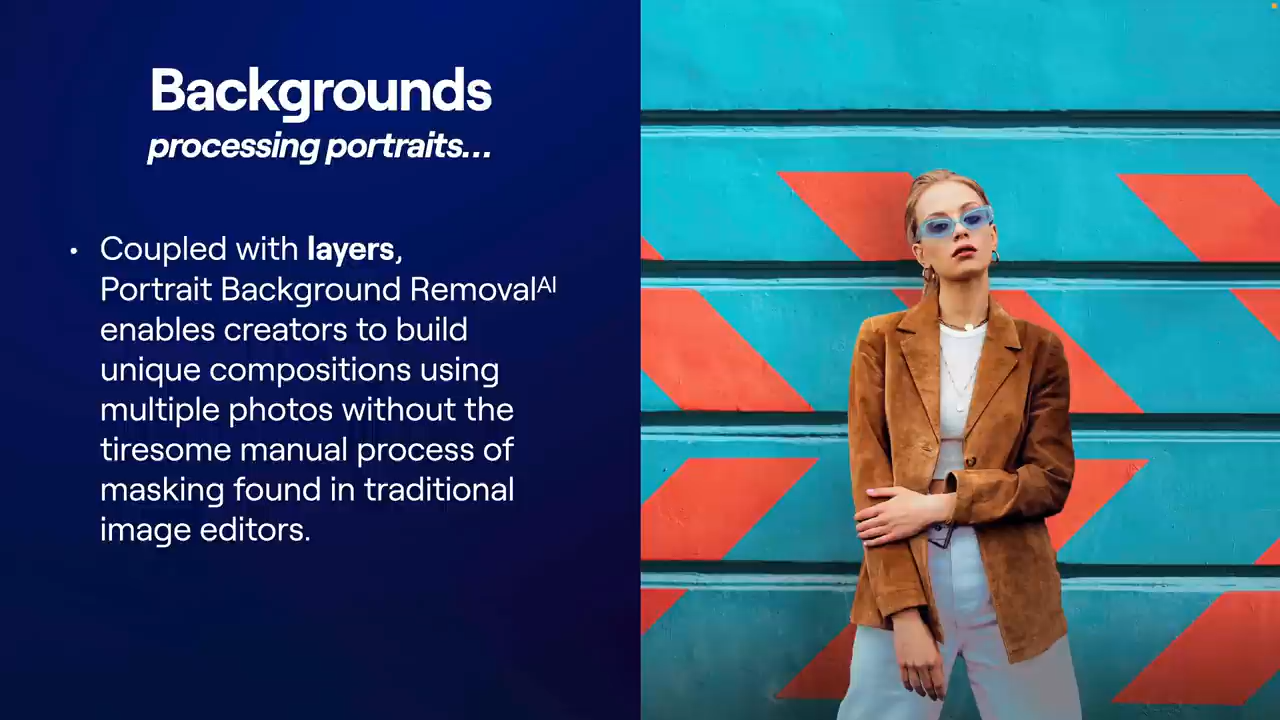 Backgrounds
processing portraits...
• Coupled with layers,
Portrait Background Removalᴬᴵ
enables creators to build
unique compositions using
multiple photos without the
tiresome manual process of
masking found in traditional
image editors.